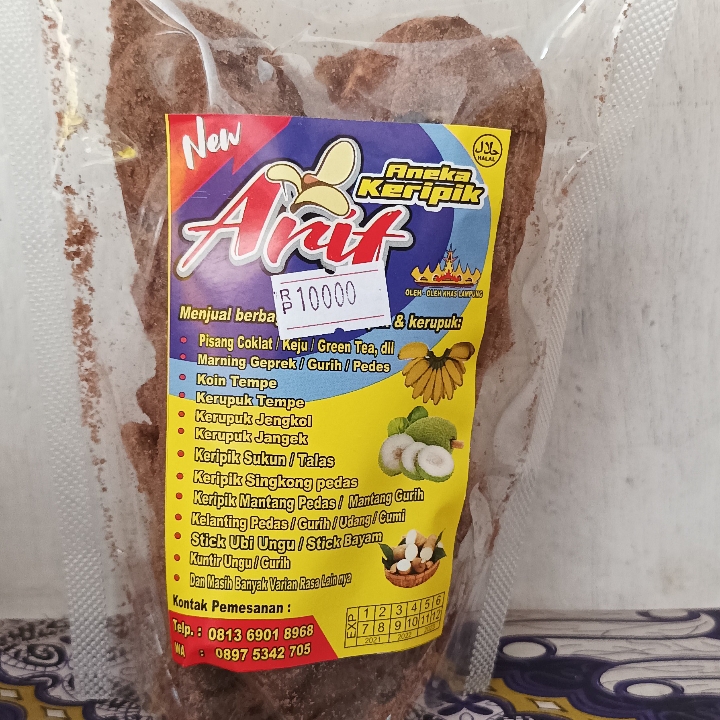 New
Aneka
Keripik
حلال
HALAL
Arif
OLEH - OLEH KHAS LAMPUNG
RP 10000
Menjual & kerupuk:
Pisang Coklat / Keju / Green Tea, dll
Marning Geprek / Gurih / Pedes
Koin Tempe
Kerupuk Tempe
Kerupuk Jengkol
Kerupuk Jangek
Keripik Sukun / Talas
Keripik Singkong pedas
Keripik Mantang Pedas / Mantang Gurih
Kelanting Pedas / Gurih / Udang / Cumi
Stick Ubi Ungu / Stick Bayam
Kuntir Ungu / Gurih
Dan Masih Banyak Varian Rasa Lain nya
Kontak Pemesanan :
Telp. : 0813 6901 8968
WA : 0897 5342 705
EXP
1 2 3 4 5 6
7 8 9 10 11 12
2021 2022